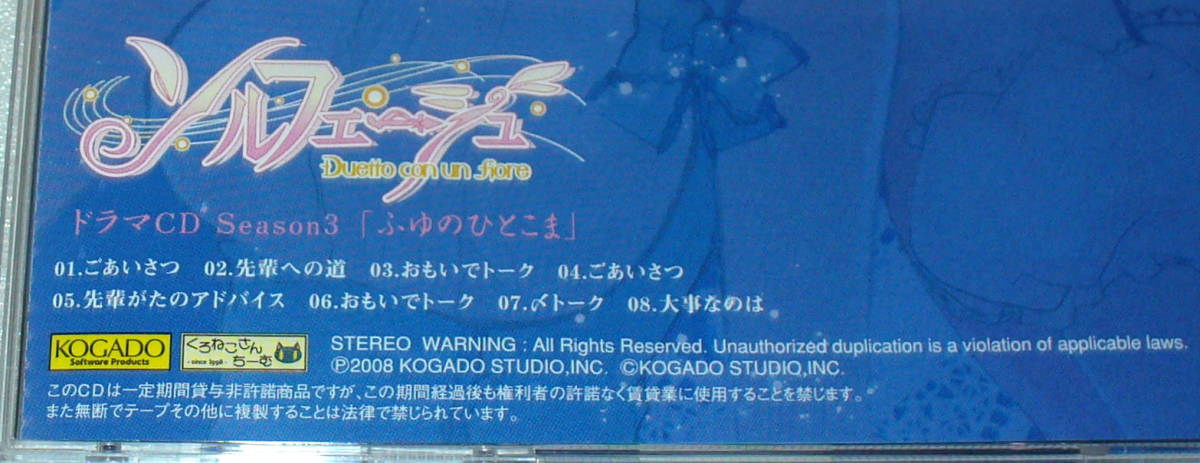 ソルフェージュ
Duetto con un fiore
ドラマCD Season3 「ふゆのひとこま」
01.ごあいさつ 02.先輩への道 03.おもいでトーク 04.ごあいさつ
05.先輩がたのアドバイス 06.おもいでトーク 07.〆トーク 08.大事なのは
KOGADO
Software Products
くろねこさん
- since 1998 - ちーむ
STEREO WARNING : All Rights Reserved. Unauthorized duplication is a violation of applicable laws.
Ⓟ2008 KOGADO STUDIO,INC. ©KOGADO STUDIO,INC.
このCDは一定期間貸与非許諾商品ですが、この期間経過後も権利者の許諾なく賃貸業に使用することを禁じます。
また無断でテープその他に複製することは法律で禁じられています。